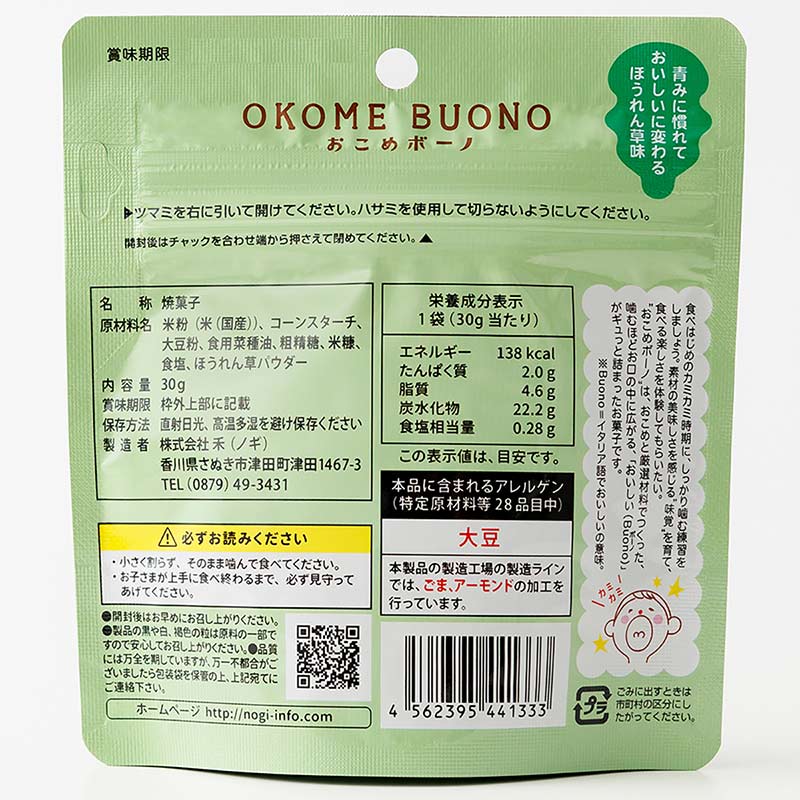 賞味期限
OKOME BUONO
おこめボーノ
青みに慣れて
おいしいに変わる
ほうれん草味
▶ツマミを右に引いて開けてください。ハサミを使用して切らないようにしてください。
開封後はチャックを合わせ端から押さえて閉めてください。▲
名 称 焼菓子
原材料名 米粉(米(国産))、コーンスターチ、
大豆粉、食用菜種油、粗精糖、米糠、
食塩、ほうれん草パウダー
内容量 30g
賞味期限 枠外上部に記載
保存方法 直射日光、高温多湿を避け保存ください
製造者 株式会社 禾(ノギ)
香川県さぬき市津田町津田1467-3
TEL (0879) 49-3431
栄養成分表示
1袋(30g当たり)
エネルギー 138 kcal
たんぱく質 2.0 g
脂質 4.6 g
炭水化物 22.2 g
食塩相当量 0.28 g
この表示値は、目安です。
本品に含まれるアレルゲン
(特定原材料等28品目中)
大豆
本製品の製造工場の製造ライン
では、ごま、アーモンドの加工を
行っています。
食べはじめのカミカミ時期に、しっかり噛む練習を
しましょう。素材の美味しさを感じる“味覚”を育て、
食べる楽しさを体験してもらいたい。
“おこめボーノ”は、おこめと厳選材料でつくった、
噛むほどお口の中に広がる、「おいしい(Buono)」
ボーノ
がギュっと詰まったお菓子です。
※Buono=イタリア語でおいしいの意味。
カミ
カミ
必ずお読みください
・小さく割らず、そのまま噛んで食べてください。
・お子さまが上手に食べ終わるまで、必ず見守って
あげてください。
●開封後はお早めにお召し上がりください。
●製品の黒や白、褐色の粒は原料の一部で
すので安心してお召し上がりください。●品質
には万全を期していますが、万一不都合がご
ざいましたら包装袋を保管の上、上記宛てに
ご連絡下さい。
ホームページ http://nogi-info.com
4 562395 441333
プラ
ごみに出すときは
市町村の区分にし
たがってください。